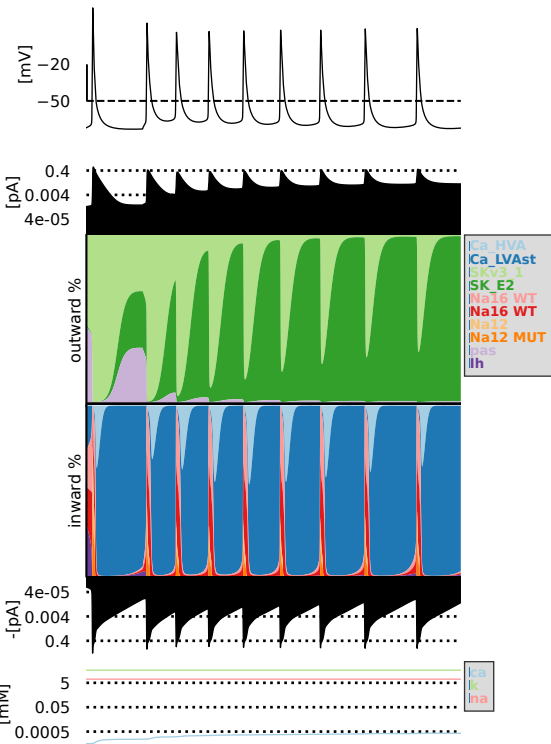 [mV]
−20
−50
[pA]
0.4
0.004
4e-05
outward %
Ca_HVA
Ca_LVAst
SKv3_1
SK_E2
Na16 WT
Na16 WT
Na12
Na12 MUT
pas
Ih
inward %
-[pA]
4e-05
0.004
0.4
[mM]
5
0.05
0.0005
ca
k
na